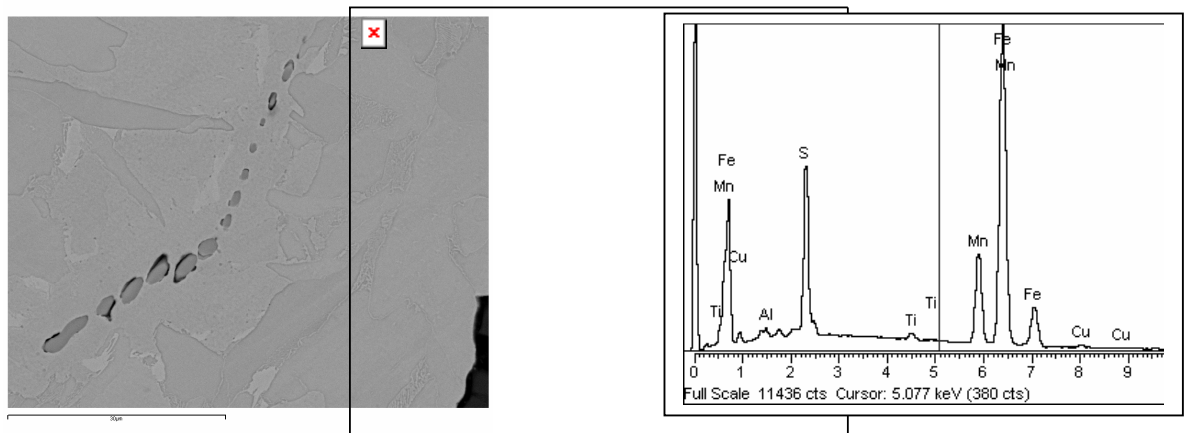 30µm
Fe
Mn
S
Fe
Mn
Cu
Ti
Al
Ti
Ti
Mn
Fe
Cu
Cu
0 1 2 3 4 5 6 7 8 9
Full Scale 11436 cts Cursor: 5.077 keV (380 cts)